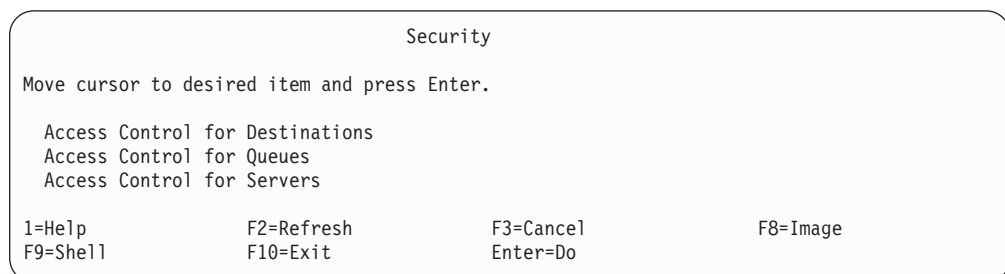 Security
Move cursor to desired item and press Enter.
Access Control for Destinations
Access Control for Queues
Access Control for Servers
1=Help F2=Refresh F3=Cancel F8=Image
F9=Shell F10=Exit Enter=Do